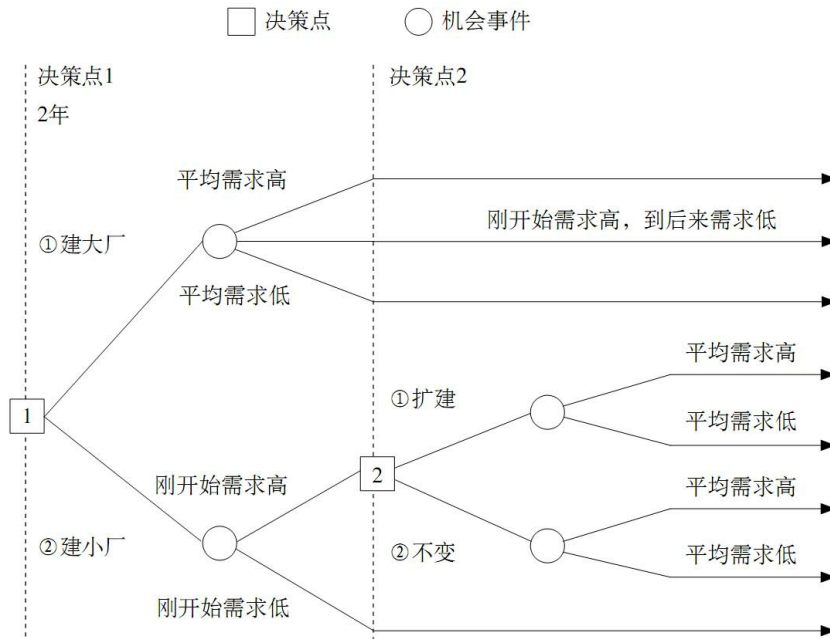 决策点 机会事件
决策点1 决策点2
2年
平均需求高
刚开始需求高，到后来需求低
①建大厂
平均需求低
平均需求高
①扩建
平均需求低
1
刚开始需求高
2
平均需求高
②建小厂
②不变
平均需求低
刚开始需求低